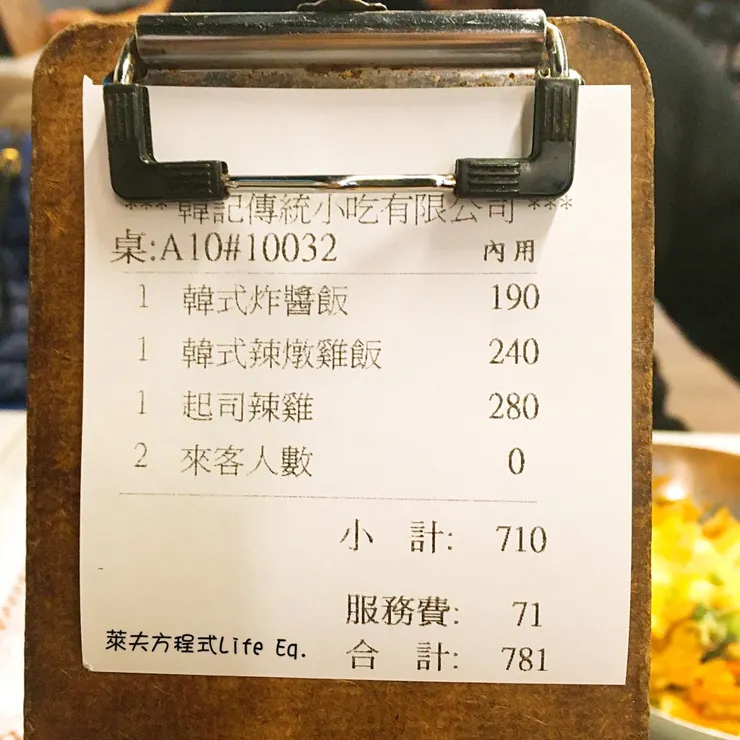 *** 韓記傳統小吃有限公司 ***
桌:A10#10032 內用
1 韓式炸醬飯 190
1 韓式辣燉雞飯 240
1 起司辣雞 280
2 來客人數 0
小 計: 710
服務費: 71
合 計: 781
萊夫方程式Life Eq.